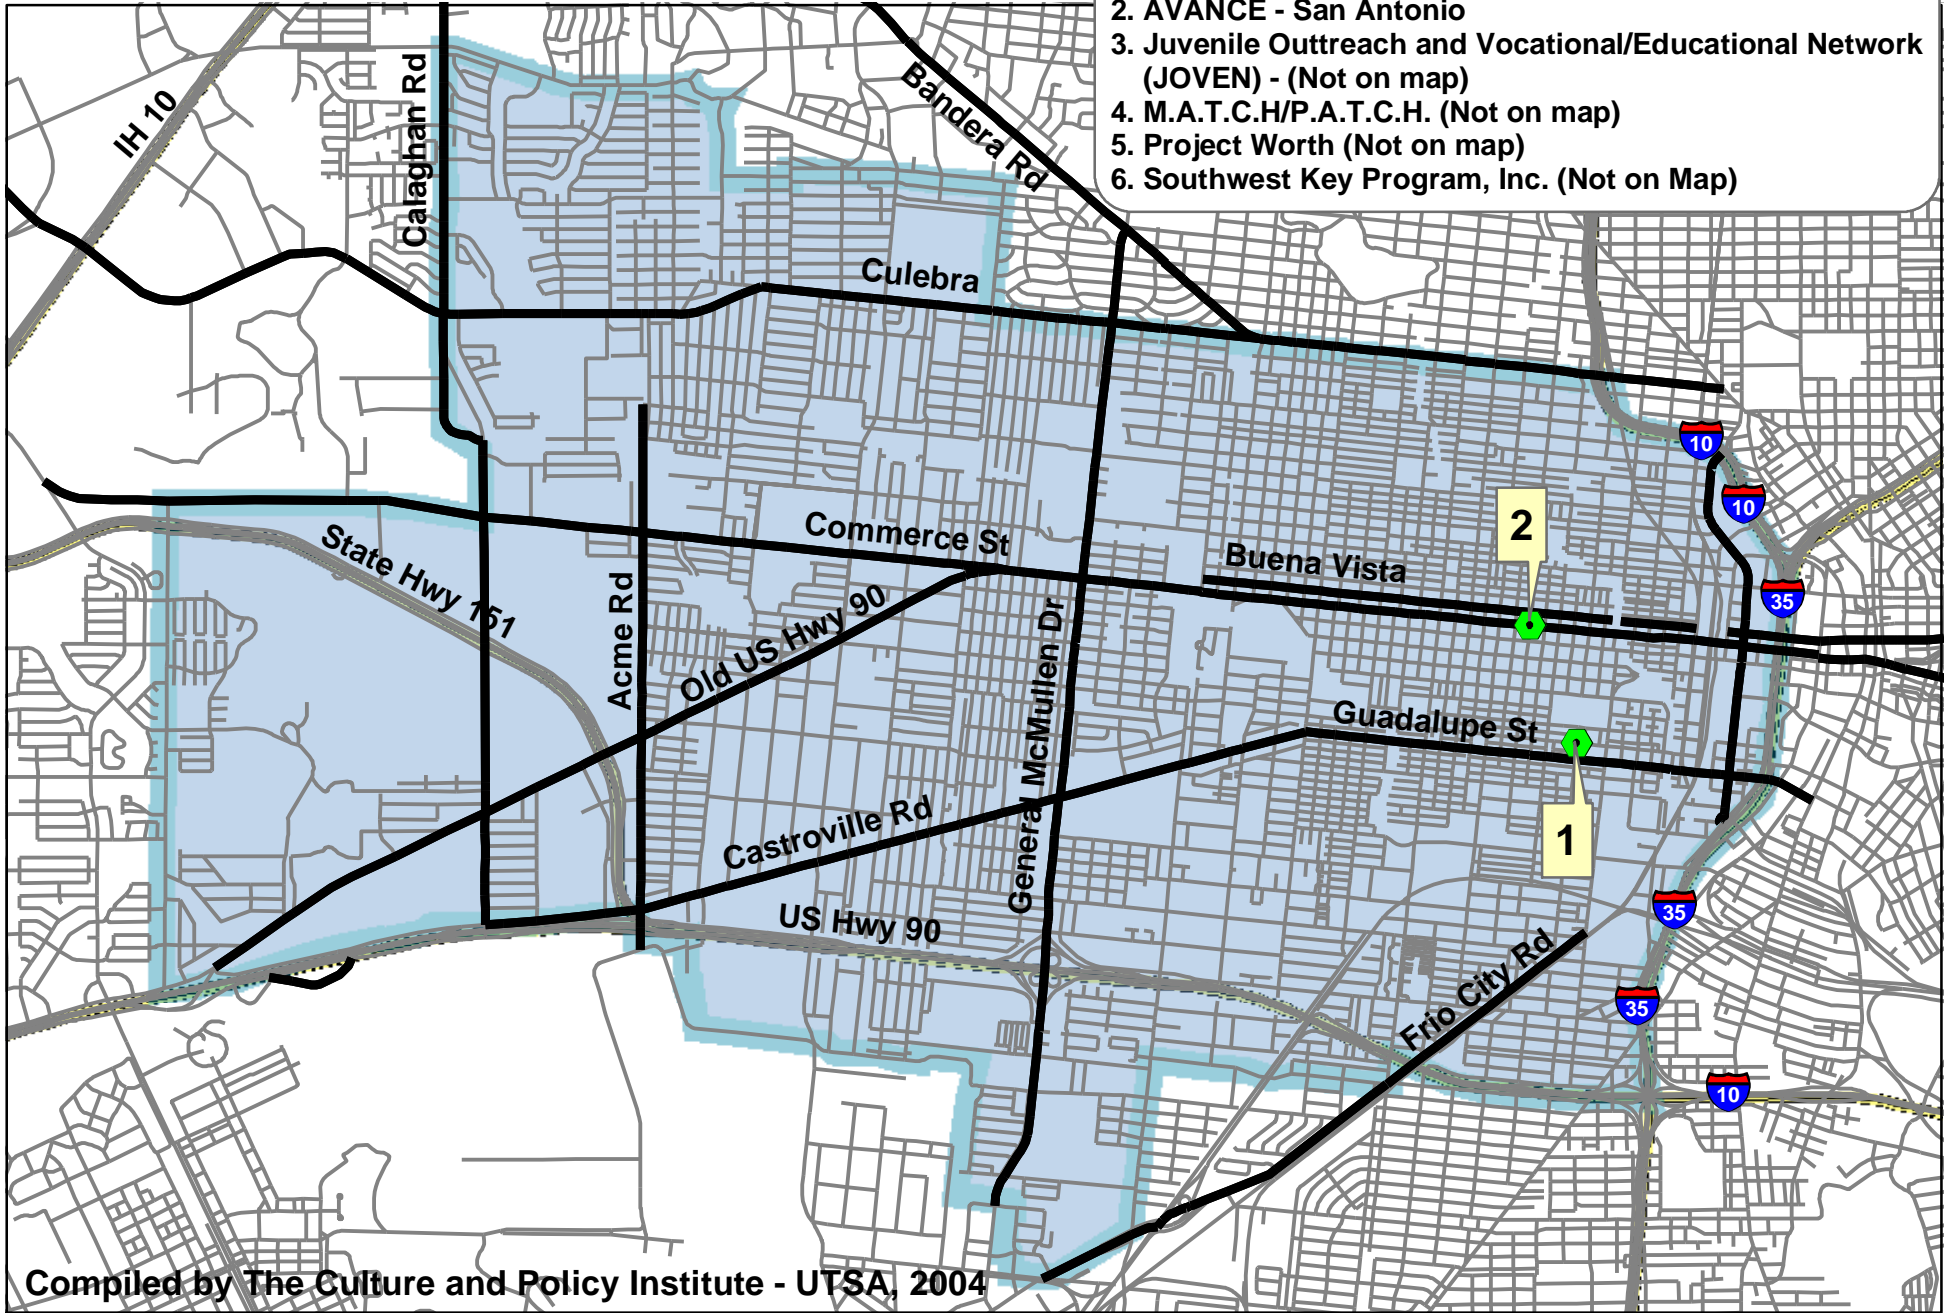 2. AVANCE - San Antonio
3. Juvenile Outtreach and Vocational/Educational Network
(JOVEN) - (Not on map)
4. M.A.T.C.H/P.A.T.C.H. (Not on map)
5. Project Worth (Not on map)
6. Southwest Key Program, Inc. (Not on Map)
IH 10
Calaghan Rd
Bandera Rd
Culebra
10
10
2
Commerce St
Buena Vista
State Hwy 151
35
Acme Rd
Old US Hwy 90
General McMullen Dr
Guadalupe St
1
Castroville Rd
US Hwy 90
35
Frio City Rd
35
10
Compiled by The Culture and Policy Institute - UTSA, 2004